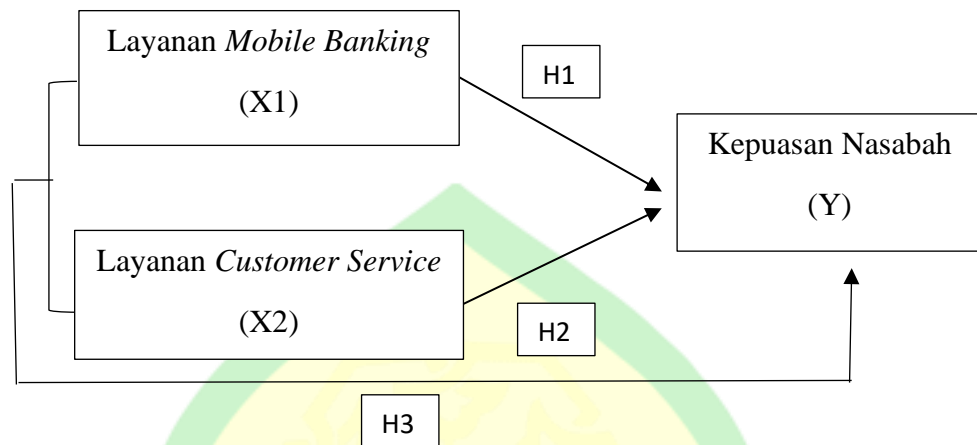 Layanan Mobile Banking
(X1)
H1
Kepuasan Nasabah
(Y)
Layanan Customer Service
(X2)
H2
H3